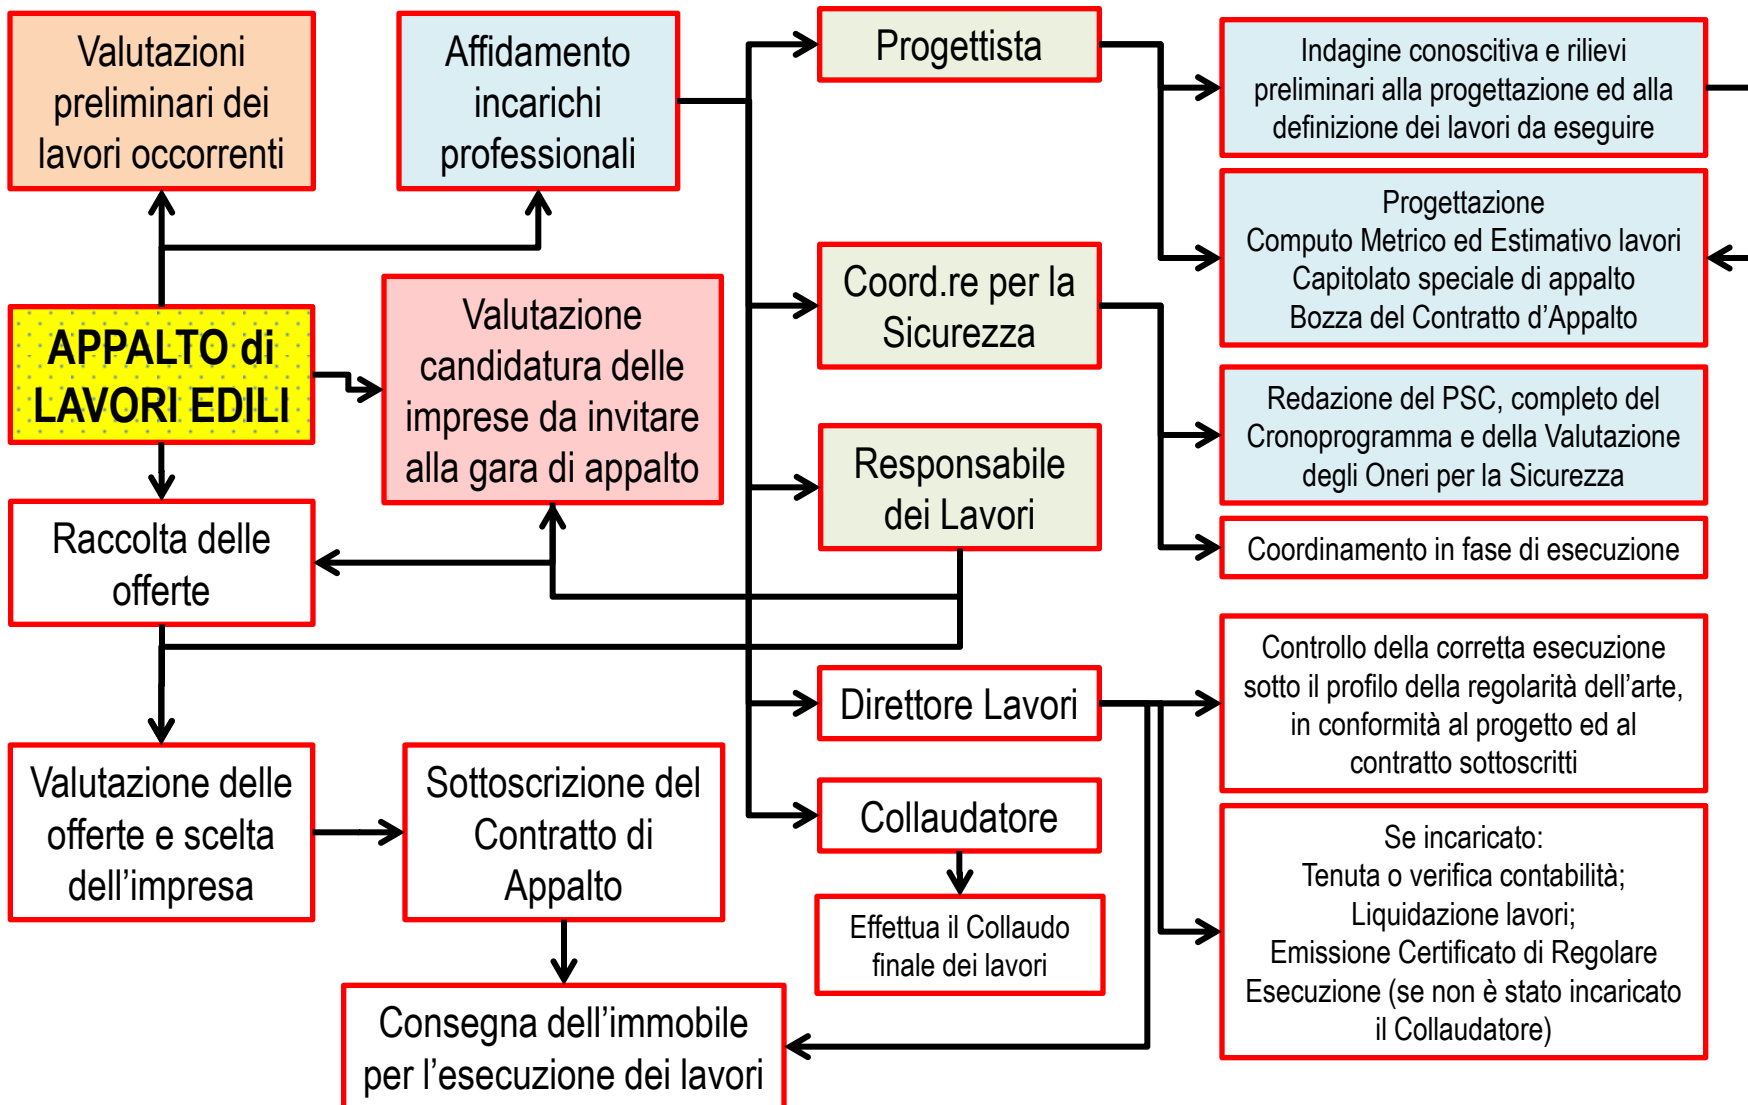 Valutazioni
preliminari dei
lavori occorrenti
Affidamento
incarichi
professionali
Progettista
Indagine conoscitiva e rilievi
preliminari alla progettazione ed alla
definizione dei lavori da eseguire
Progettazione
Computo Metrico ed Estimativo lavori
Capitolato speciale di appalto
Bozza del Contratto d’Appalto
APPALTO di
LAVORI EDILI
Valutazione
candidatura delle
imprese da invitare
alla gara di appalto
Coord.re per la
Sicurezza
Redazione del PSC, completo del
Cronoprogramma e della Valutazione
degli Oneri per la Sicurezza
Responsabile
dei Lavori
Coordinamento in fase di esecuzione
Raccolta delle
offerte
Direttore Lavori
Controllo della corretta esecuzione
sotto il profilo della regolarità dell’arte,
in conformità al progetto ed al
contratto sottoscritti
Valutazione delle
offerte e scelta
dell’impresa
Sottoscrizione del
Contratto di
Appalto
Collaudatore
Effettua il Collaudo
finale dei lavori
Se incaricato:
Tenuta o verifica contabilità;
Liquidazione lavori;
Emissione Certificato di Regolare
Esecuzione (se non è stato incaricato
il Collaudatore)
Consegna dell’immobile
per l’esecuzione dei lavori